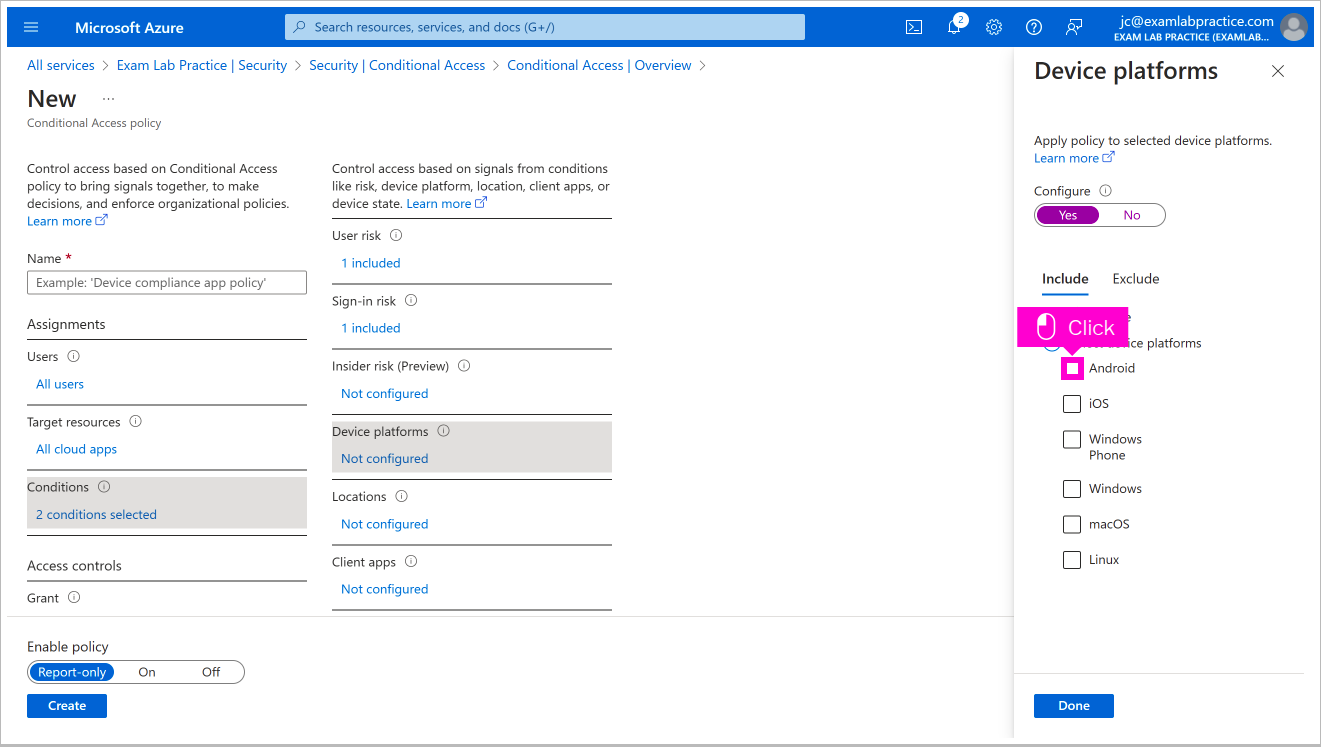 Microsoft Azure
Search resources, services, and docs (G+/)
2
jc@examlabpractice.com
EXAM LAB PRACTICE (EXAMLAB...
All services > Exam Lab Practice | Security > Security | Conditional Access > Conditional Access | Overview >
New ...
Conditional Access policy
Control access based on Conditional Access
policy to bring signals together, to make
decisions, and enforce organizational policies.
Learn more
Name *
Example: 'Device compliance app policy'
Assignments
Users
All users
Target resources
All cloud apps
Conditions
2 conditions selected
Access controls
Grant
Control access based on signals from conditions
like risk, device platform, location, client apps, or
device state. Learn more
User risk
1 included
Sign-in risk
1 included
Insider risk (Preview)
Not configured
Device platforms
Not configured
Locations
Not configured
Client apps
Not configured
Enable policy
Report-only On Off
Create
Device platforms
Apply policy to selected device platforms.
Learn more
Configure
Yes No
Include Exclude
Click
platforms
Android
iOS
Windows
Phone
Windows
macOS
Linux
Done